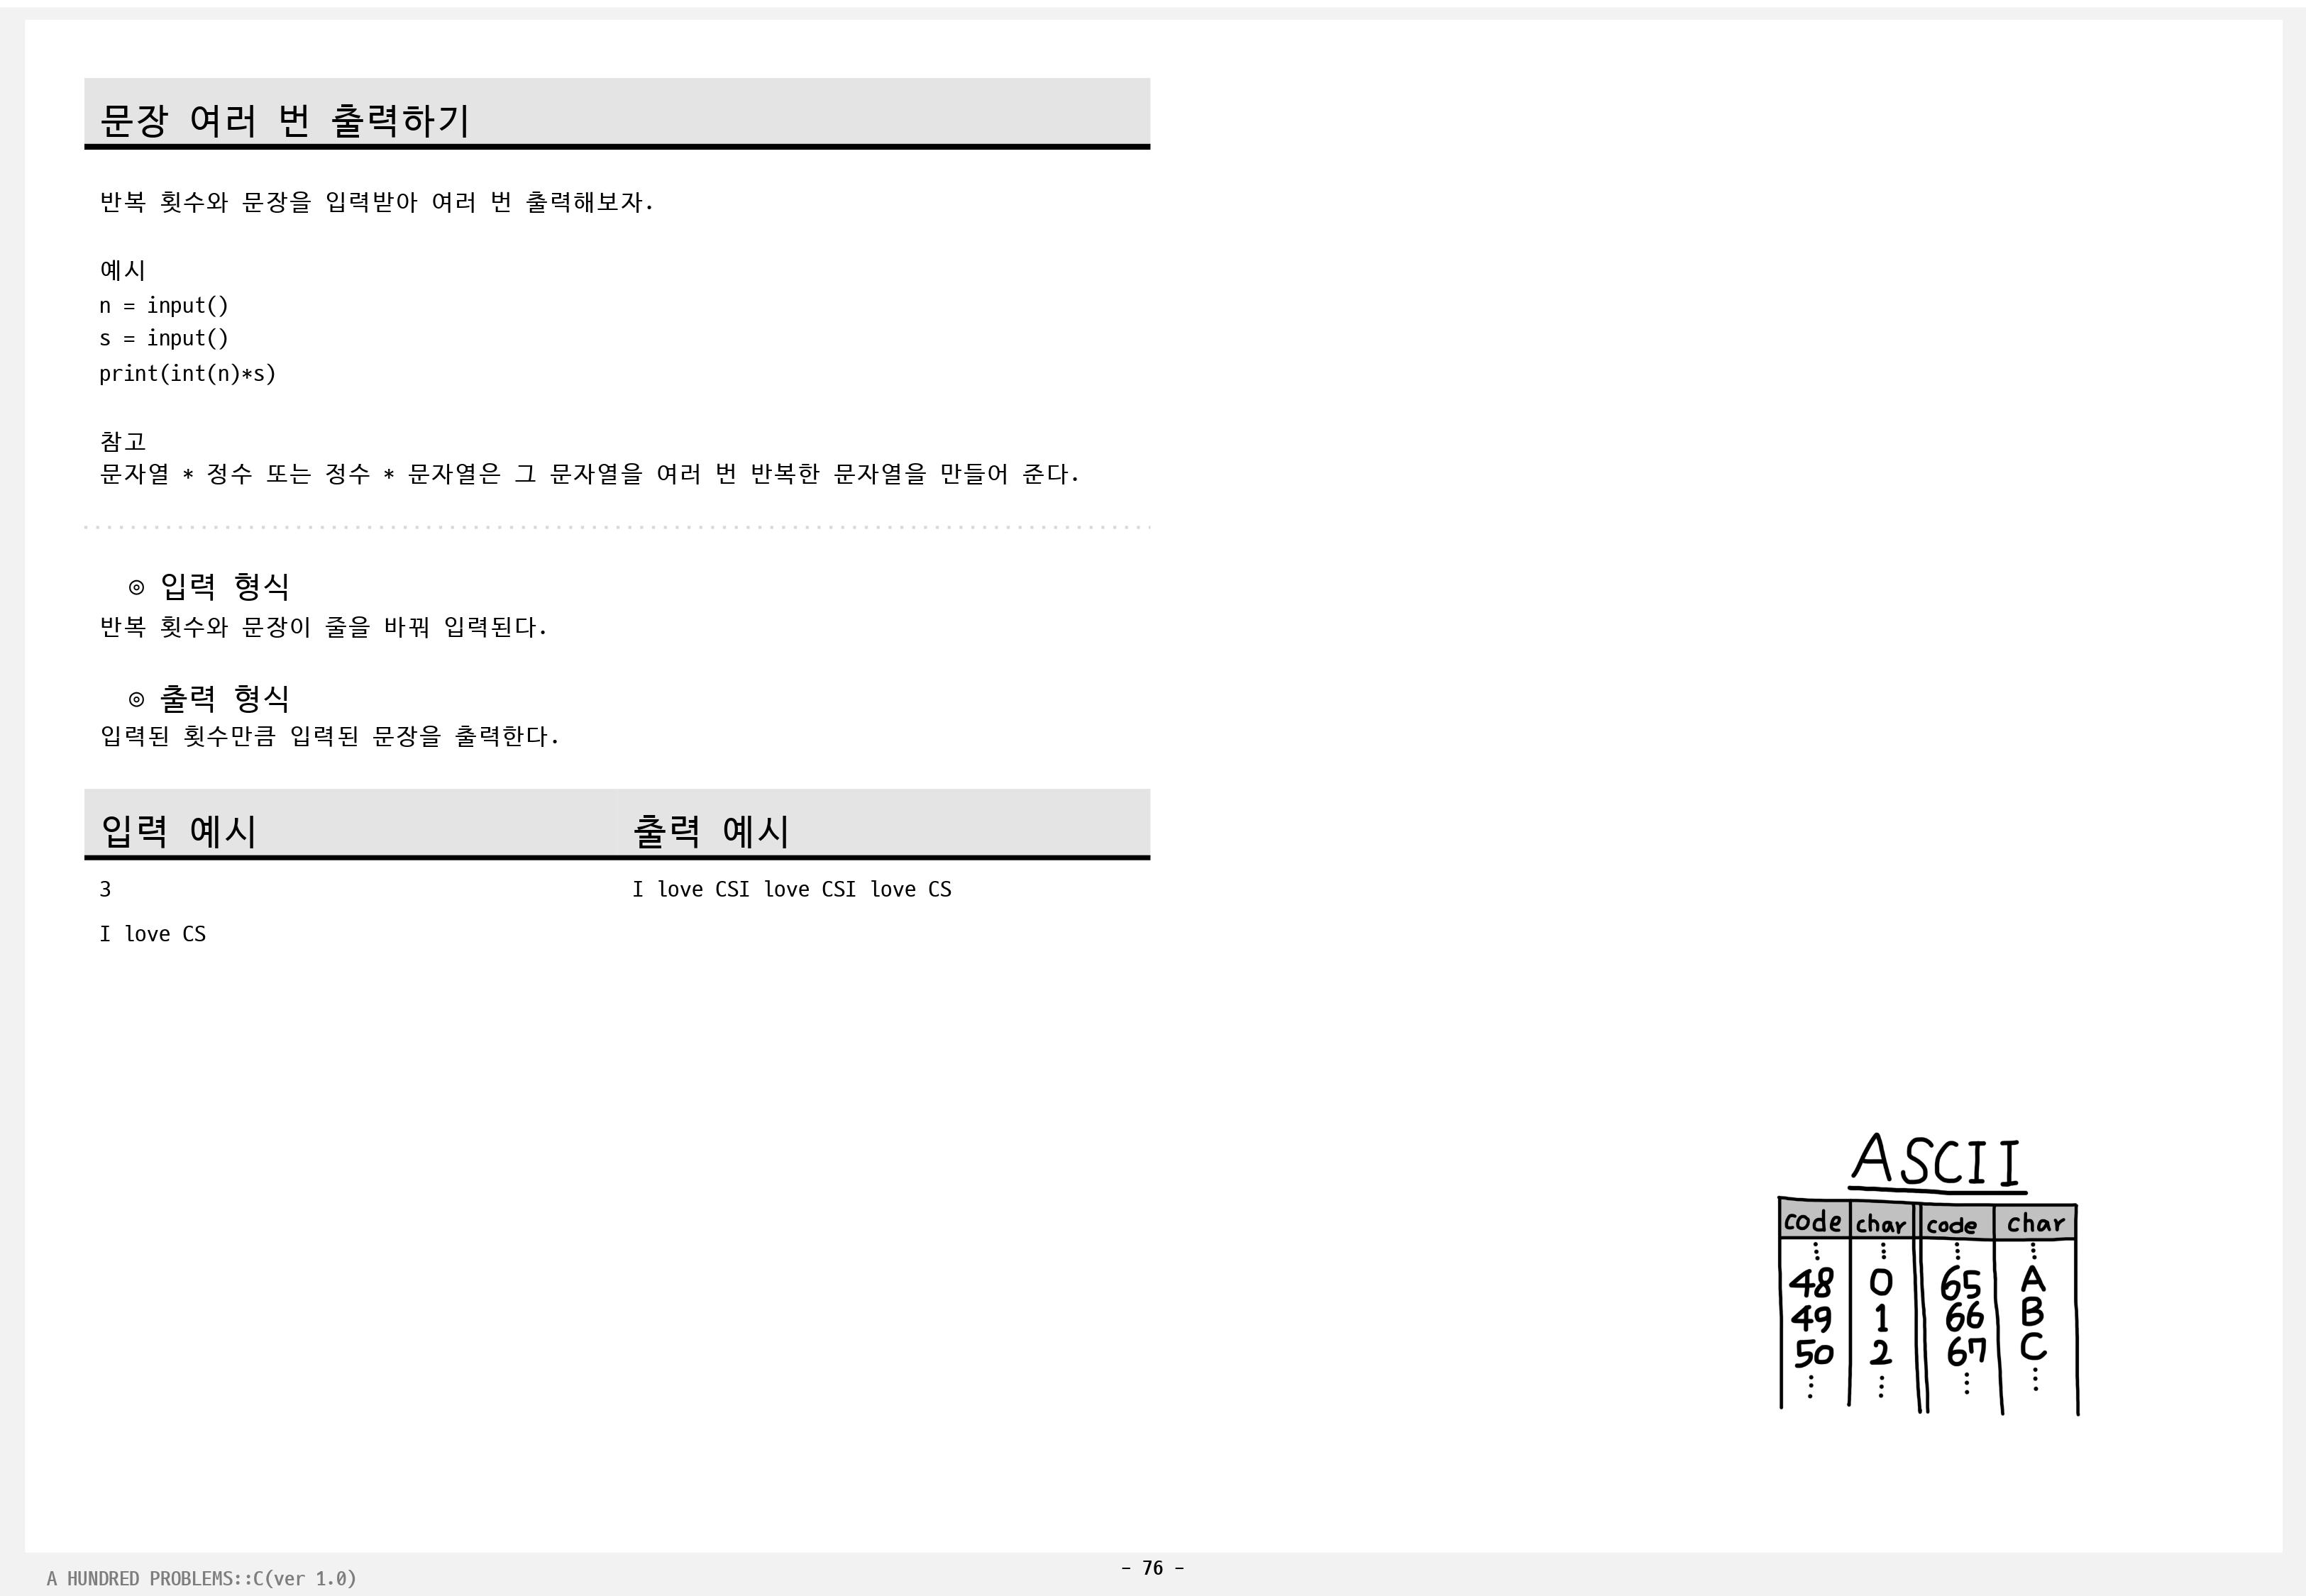 문장 여러 번 출력하기
반복 횟수와 문장을 입력받아 여러 번 출력해보자.
예시
n = input()
s = input()
print(int(n)*s)
참고
문자열 * 정수 또는 정수 * 문자열은 그 문자열을 여러 번 반복한 문자열을 만들어 준다.
◎ 입력 형식
반복 횟수와 문장이 줄을 바꿔 입력된다.
◎ 출력 형식
입력된 횟수만큼 입력된 문장을 출력한다.
입력 예시 출력 예시
3 I love CSI love CSI love CS
I love CS
ASCII
code char code char
⋮ ⋮ ⋮ ⋮
48 0 65 A
49 1 66 B
50 2 67 C
⋮ ⋮ ⋮ ⋮
- 76 -
A HUNDRED PROBLEMS::C(ver 1.0)